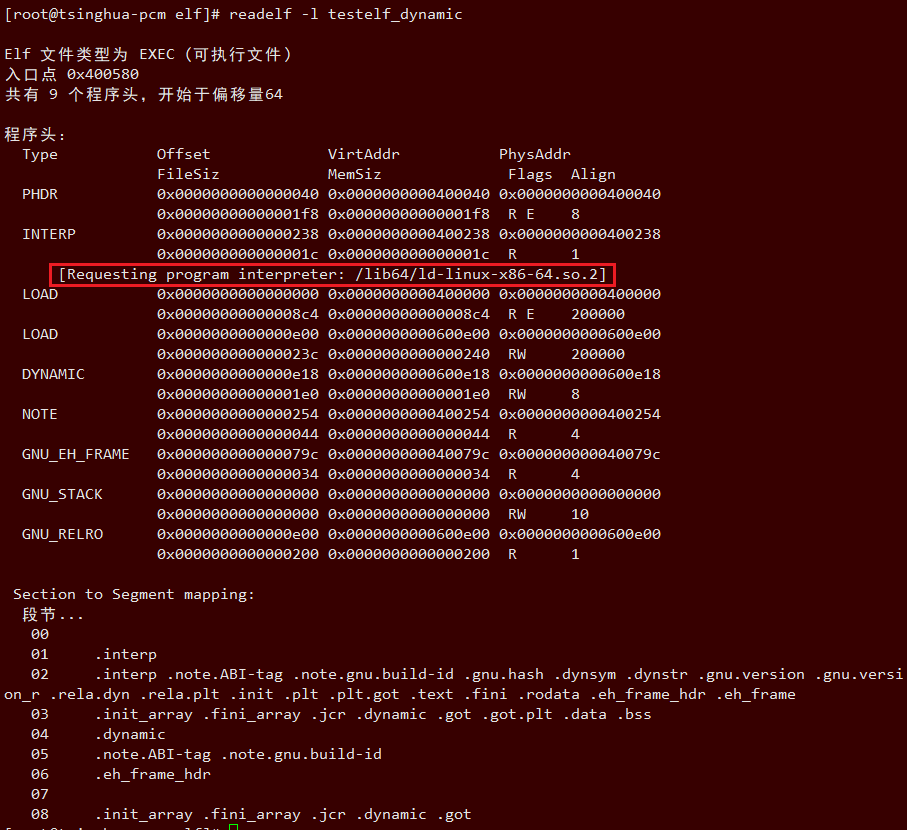 [root@tsinghua-pcm elf]# readelf -l testelf_dynamic
Elf 文件类型为 EXEC (可执行文件)
入口点 0x400580
共有 9 个程序头，开始于偏移量64
程序头：
Type Offset VirtAddr PhysAddr
FileSiz MemSiz Flags Align
PHDR 0x0000000000000040 0x0000000000400040 0x0000000000400040
0x00000000000001f8 0x00000000000001f8 R E 8
INTERP 0x0000000000000238 0x0000000000400238 0x0000000000400238
0x000000000000001c 0x000000000000001c R 1
[Requesting program interpreter: /lib64/ld-linux-x86-64.so.2]
LOAD 0x0000000000000000 0x0000000000400000 0x0000000000400000
0x00000000000008c4 0x00000000000008c4 R E 200000
LOAD 0x0000000000000e00 0x0000000000600e00 0x0000000000600e00
0x000000000000023c 0x0000000000000240 RW 200000
DYNAMIC 0x0000000000000e18 0x0000000000600e18 0x0000000000600e18
0x00000000000001e0 0x00000000000001e0 RW 8
NOTE 0x0000000000000254 0x0000000000400254 0x0000000000400254
0x0000000000000044 0x0000000000000044 R 4
GNU_EH_FRAME 0x000000000000079c 0x000000000040079c 0x000000000040079c
0x0000000000000034 0x0000000000000034 R 4
GNU_STACK 0x0000000000000000 0x0000000000000000 0x0000000000000000
0x0000000000000000 0x0000000000000000 RW 10
GNU_RELRO 0x0000000000000e00 0x0000000000600e00 0x0000000000600e00
0x0000000000000200 0x0000000000000200 R 1
Section to Segment mapping:
段节...
00
01 .interp
02 .interp .note.ABI-tag .note.gnu.build-id .gnu.hash .dynsym .dynstr .gnu.version .gnu.versi
on_r .rela.dyn .rela.plt .init .plt .plt.got .text .fini .rodata .eh_frame_hdr .eh_frame
03 .init_array .fini_array .jcr .dynamic .got .got.plt .data .bss
04 .dynamic
05 .note.ABI-tag .note.gnu.build-id
06 .eh_frame_hdr
07
08 .init_array .fini_array .jcr .dynamic .got